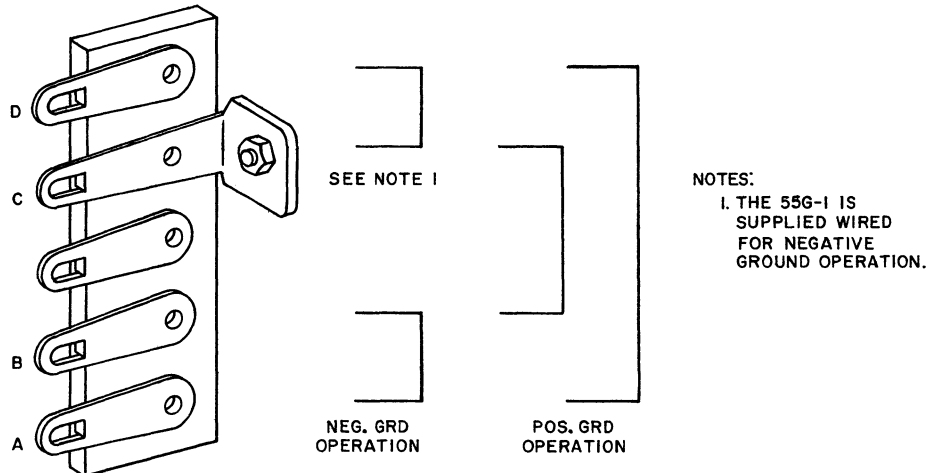 D
C
B
A
SEE NOTE 1
NEG. GRD
OPERATION
POS. GRD
OPERATION
NOTES:
1. THE 55G-1 IS
SUPPLIED WIRED
FOR NEGATIVE
GROUND OPERATION.